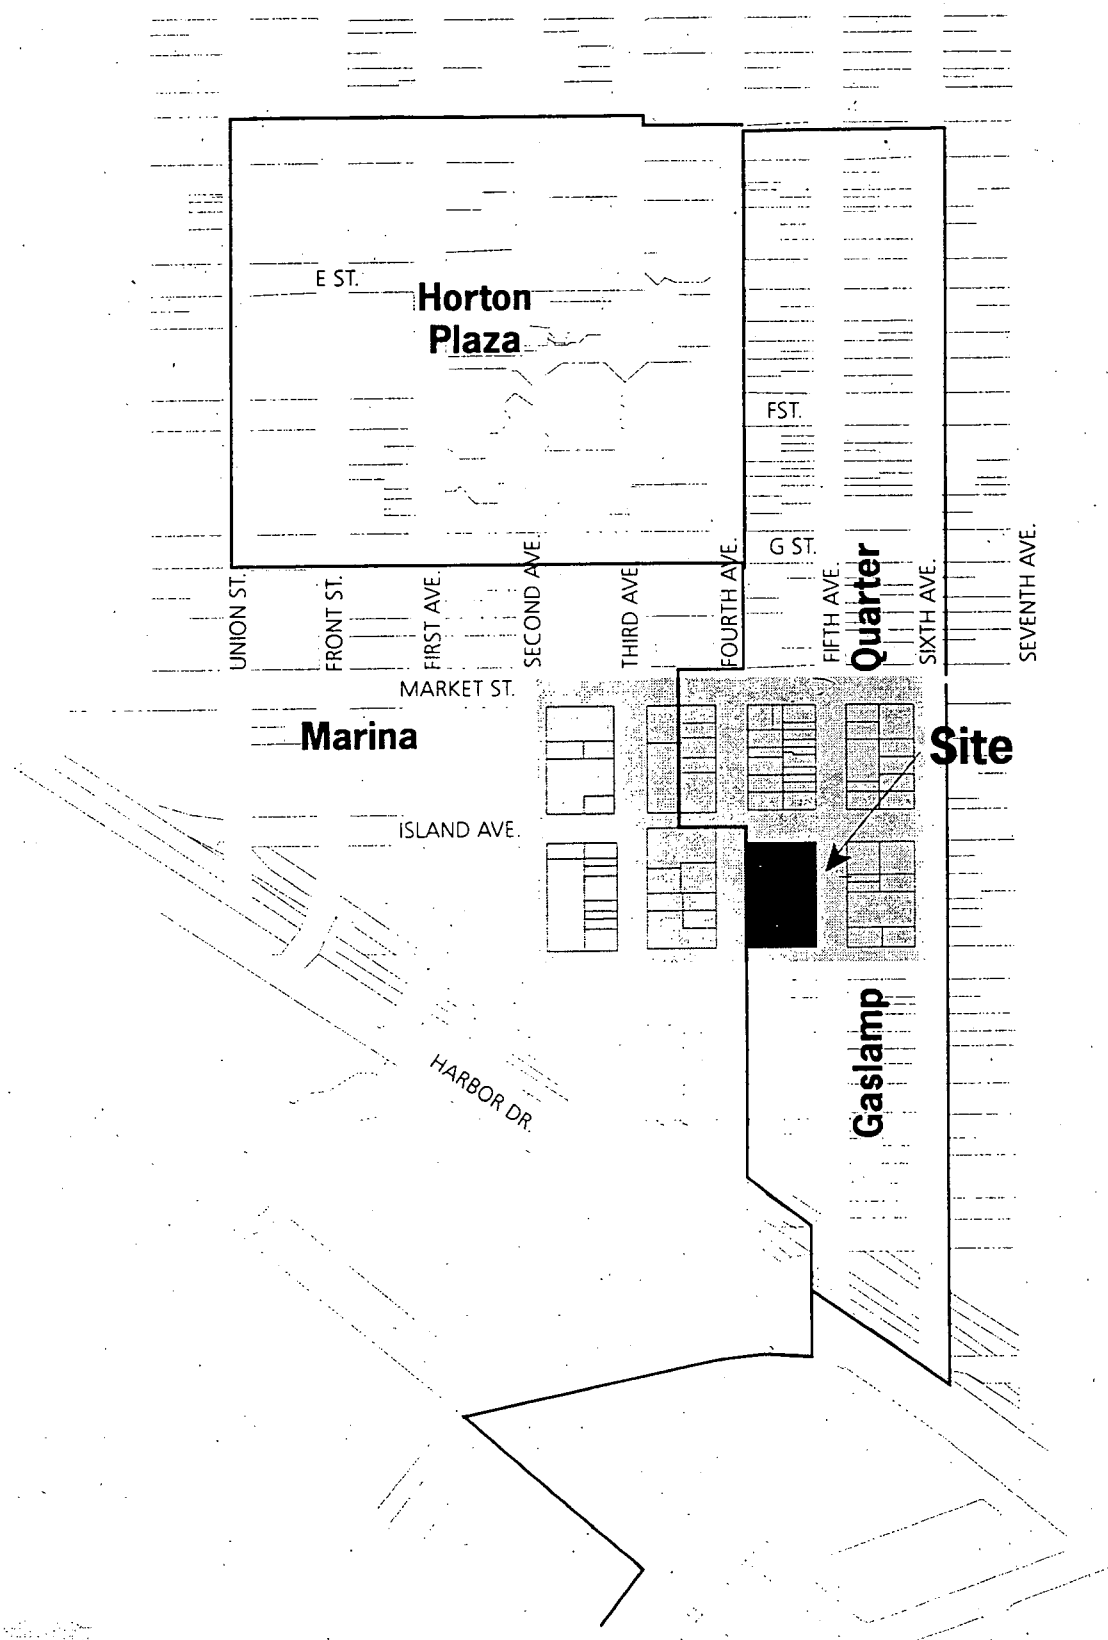 E ST.
Horton
Plaza
FST.
G ST.
UNION ST.
FRONT ST.
FIRST AVE.
SECOND AVE.
THIRD AVE.
FOURTH AVE.
FIFTH AVE.
Quarter
SIXTH AVE.
SEVENTH AVE.
MARKET ST.
Marina
Site
ISLAND AVE.
Gaslamp
HARBOR DR.